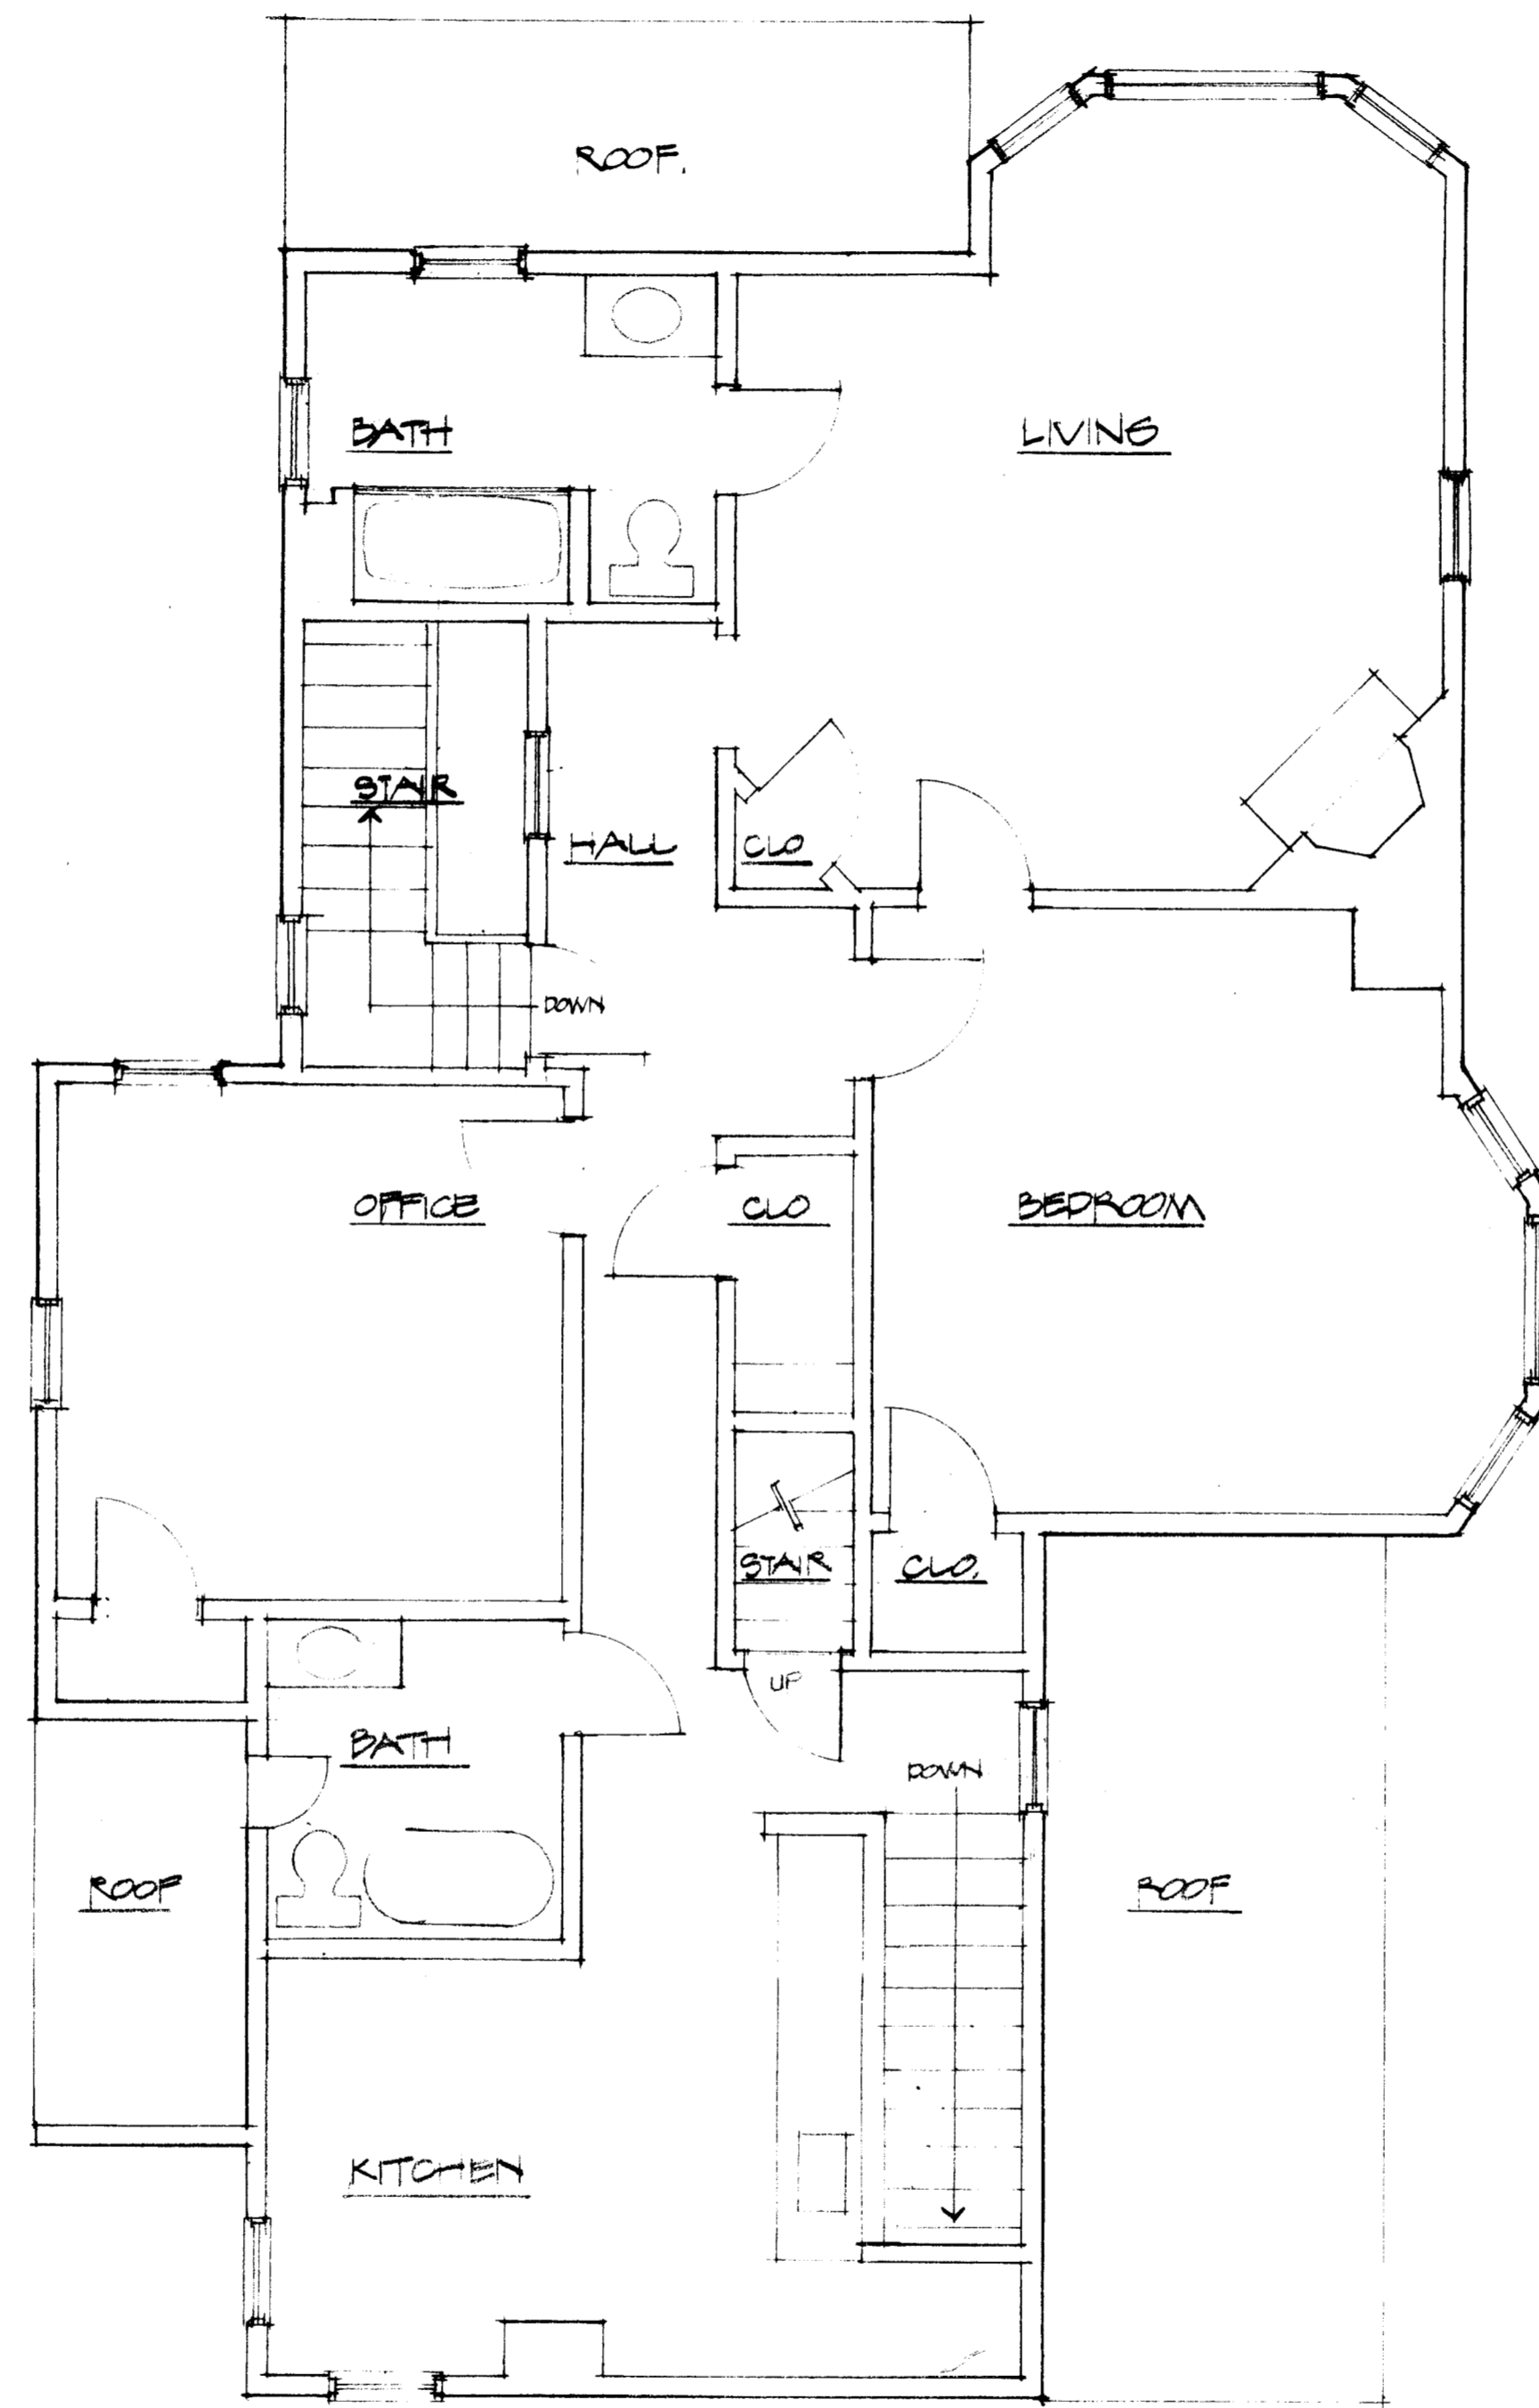 ROOF.
BATH
LIVING
STAIR
HALL
CLO
DOWN
OFFICE
CLO
BEDROOM
STAIR
CLO.
UP
BATH
DOWN
ROOF
ROOF
KITCHEN